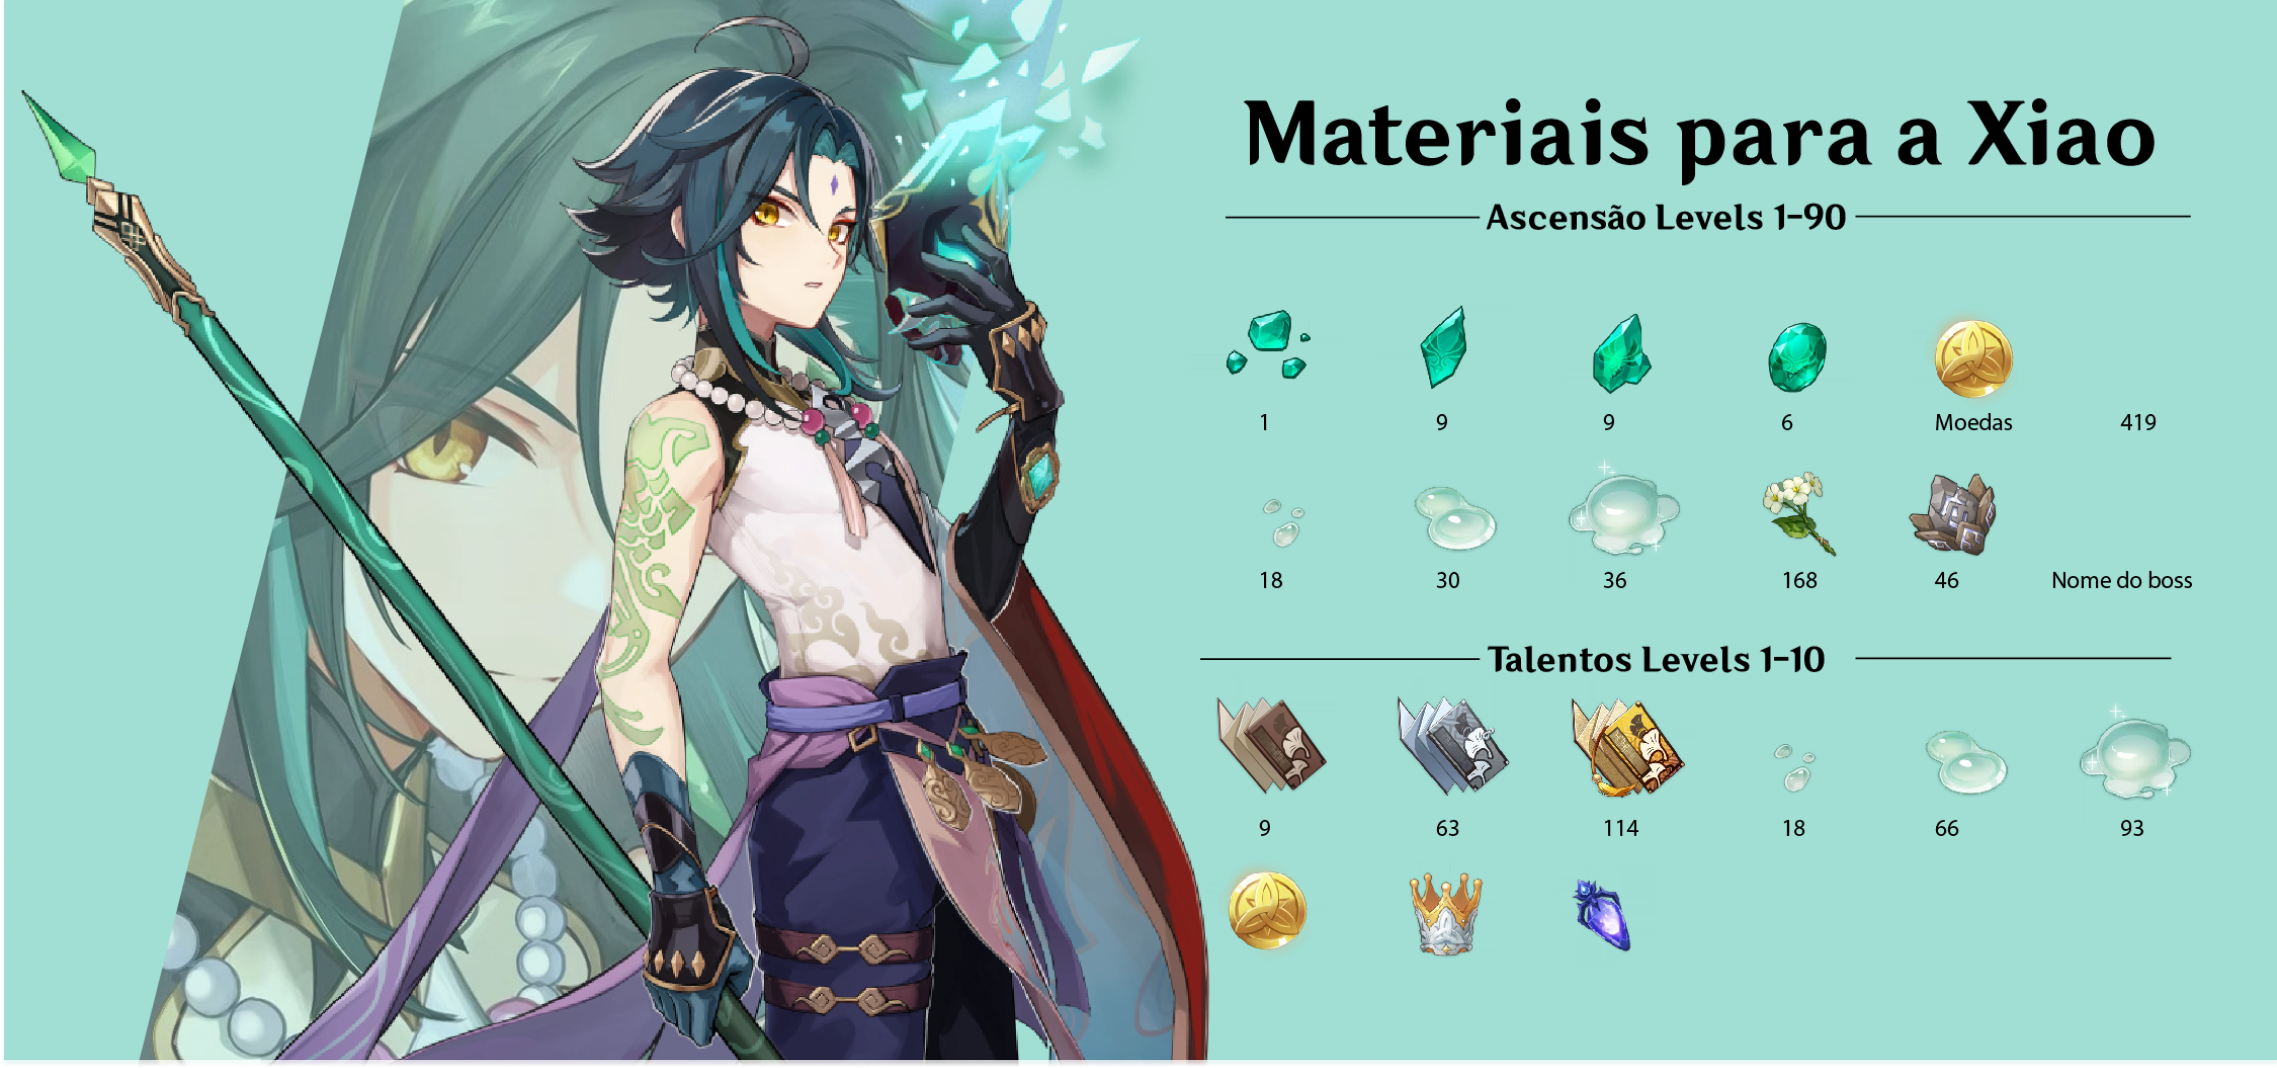 Materiais para a Xiao
Ascensão Levels 1-90
1 9 9 6 Moedas 419
18 30 36 168 46 Nome do boss
Talentos Levels 1-10
9 63 114 18 66 93